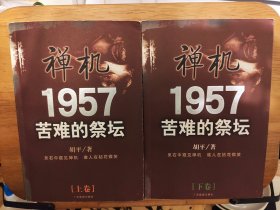 禅机
1957
苦难的祭坛
胡平/著
[上卷]
禅机
1957
苦难的祭坛
胡平/著
[下卷]